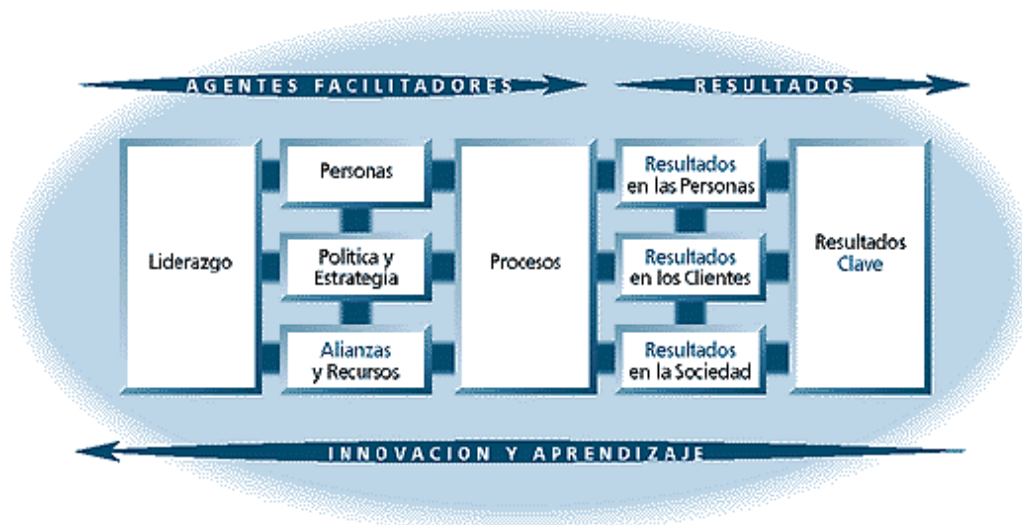 AGENTES FACILITADORES
RESULTADOS
Liderazgo
Personas
Política y
Estrategia
Alianzas
y Recursos
Procesos
Resultados
en las Personas
Resultados
en los Clientes
Resultados
en la Sociedad
Resultados
Clave
INNOVACION Y APRENDIZAJE